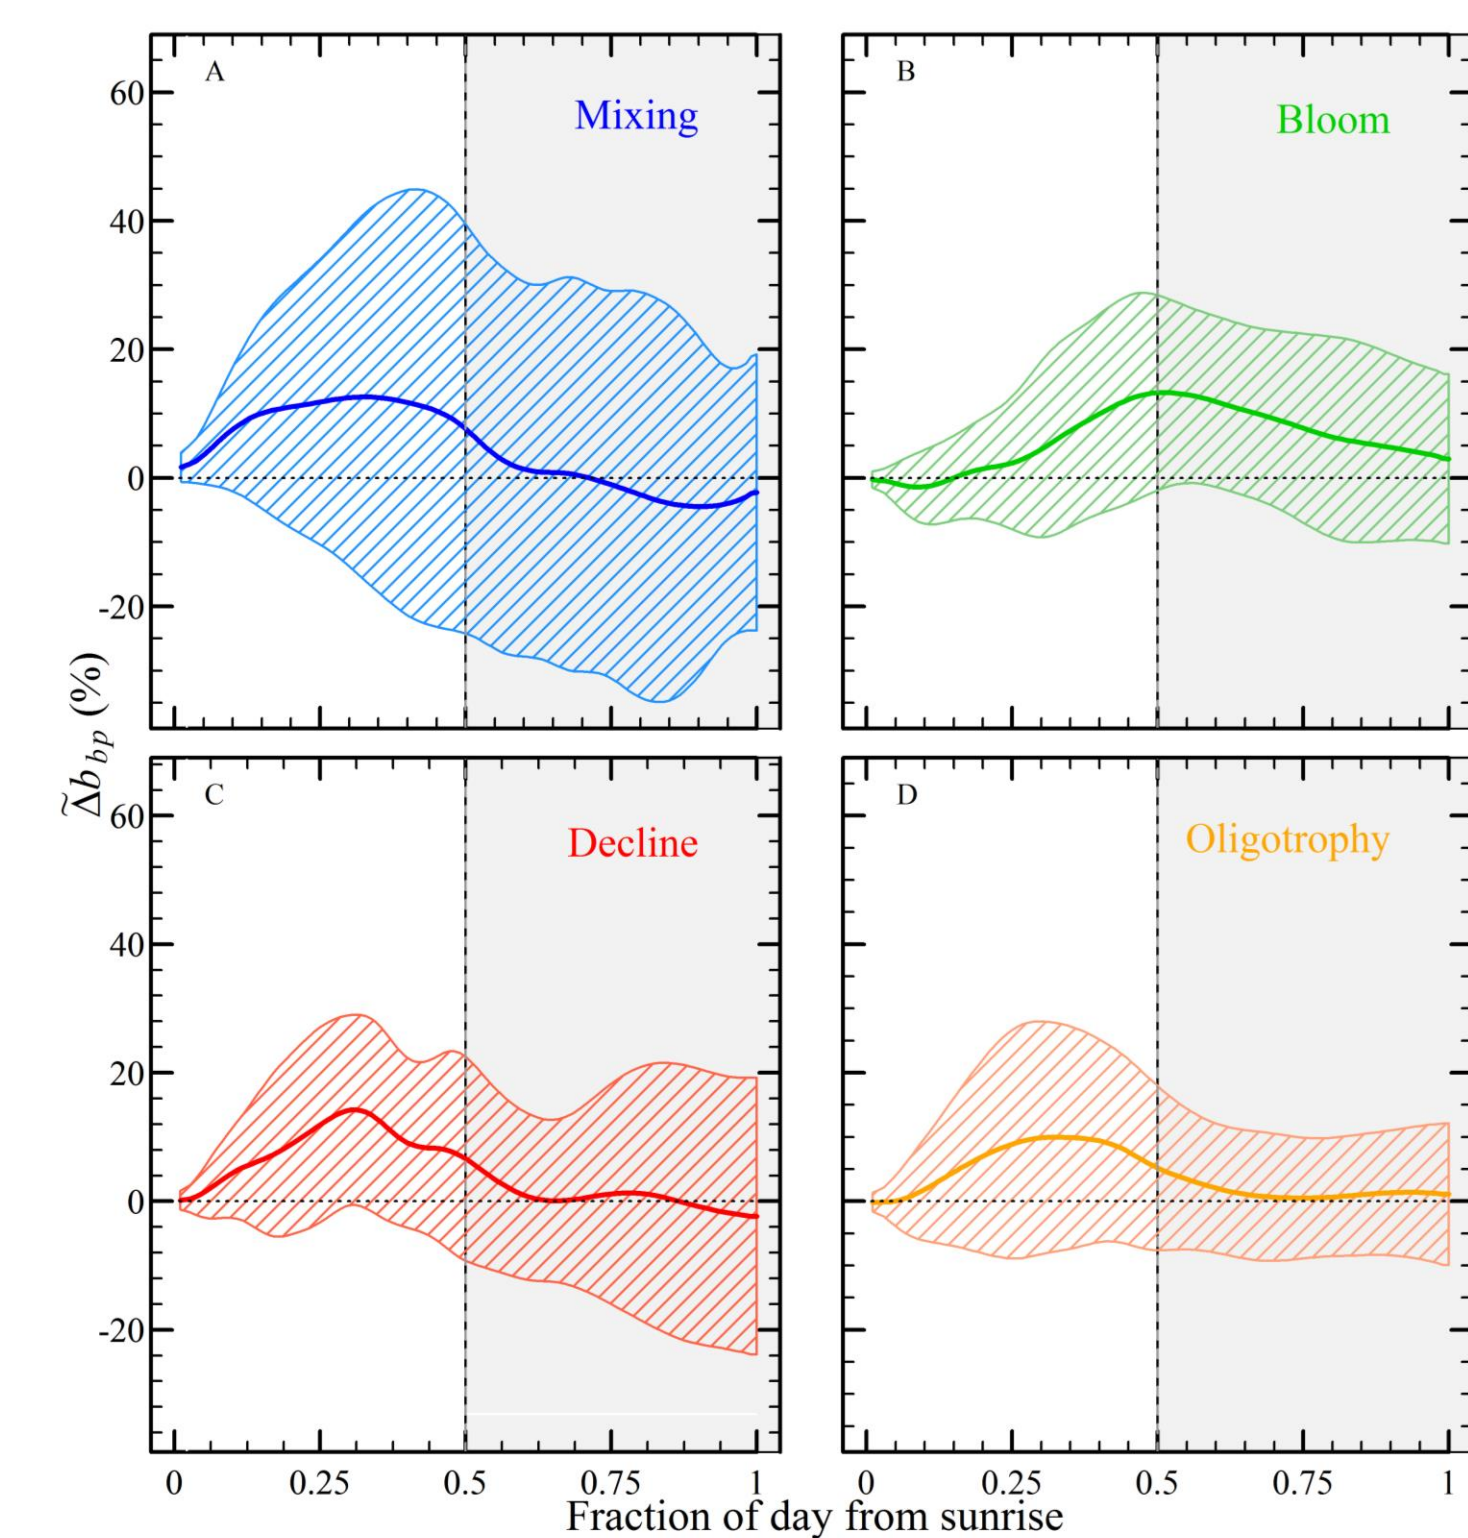 A
Mixing
60
40
20
0
-20
B
Bloom
Δ̃b_bp (%)
C
Decline
60
40
20
0
-20
0 0.25 0.5 0.75 1
D
Oligotrophy
0 0.25 0.5 0.75 1
Fraction of day from sunrise